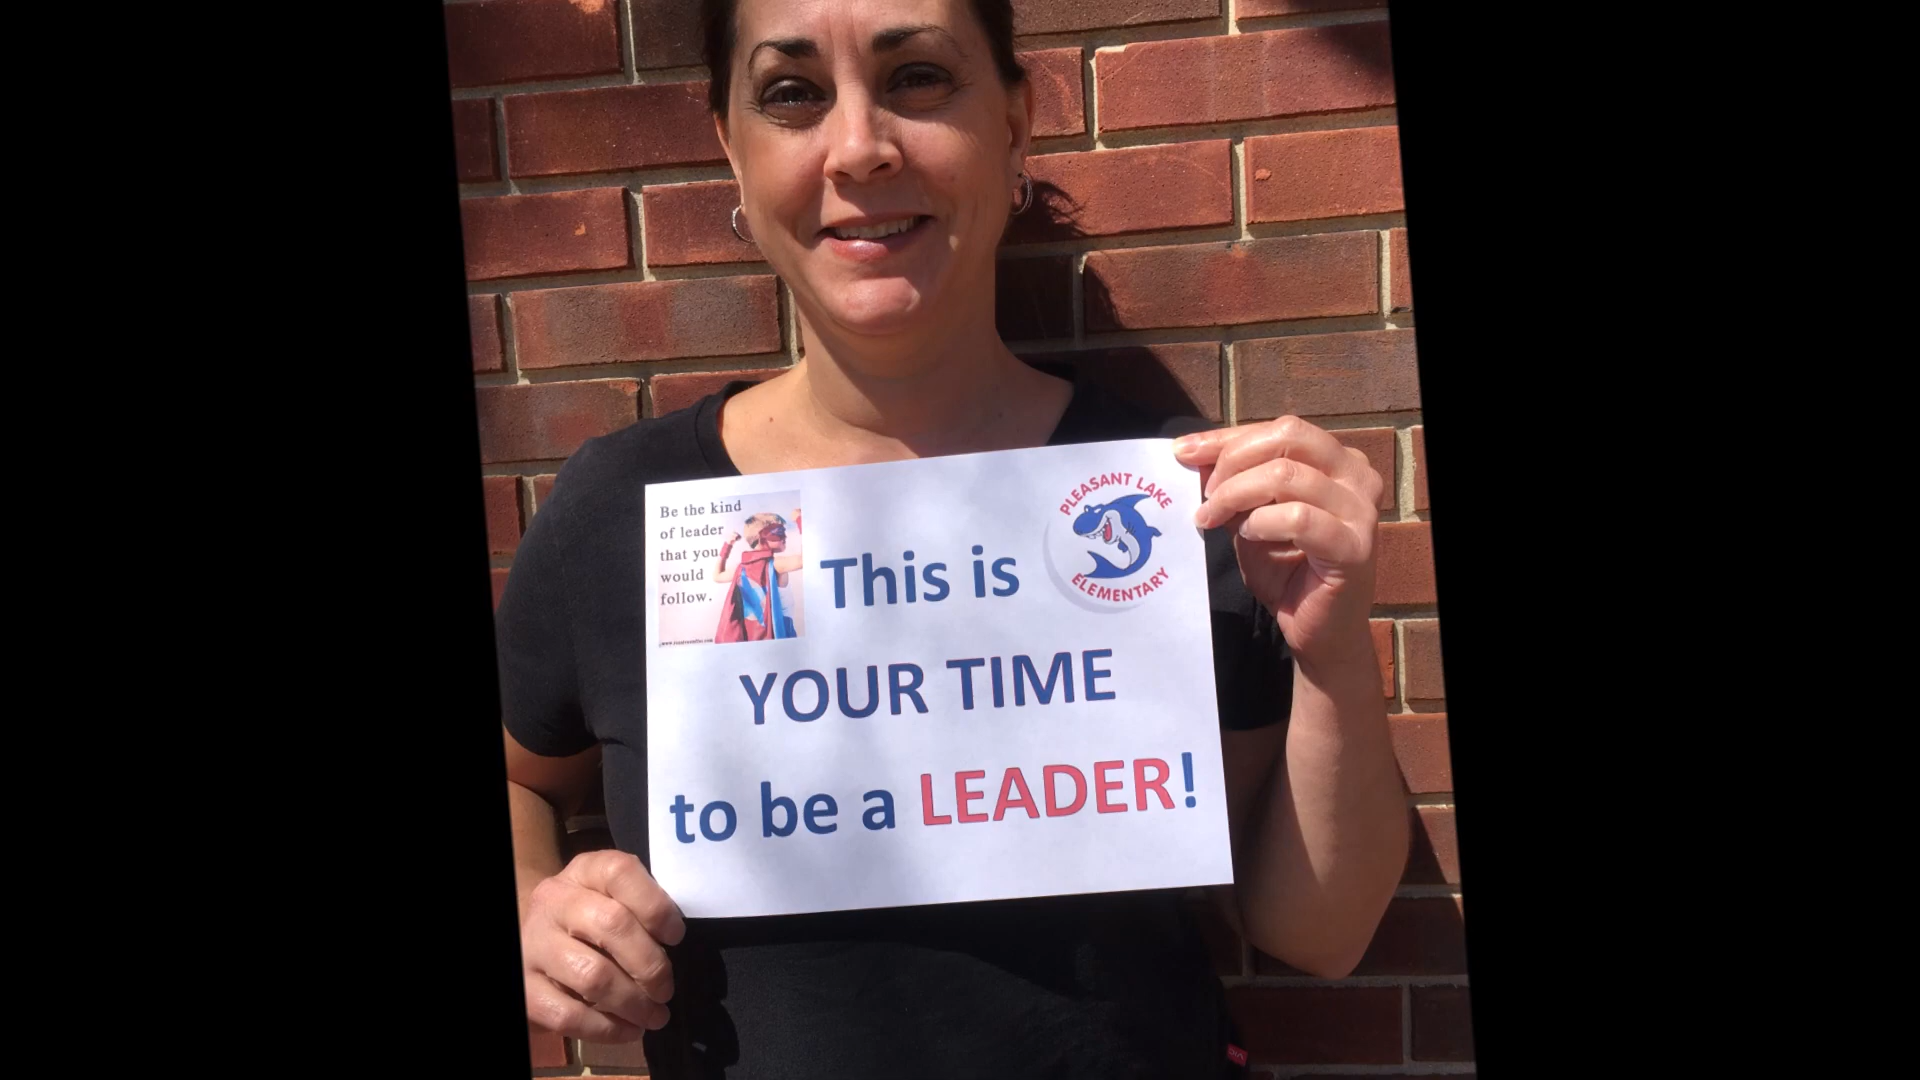 Be the kind
of leader
that you
would
follow.
PLEASANT LAKE
ELEMENTARY
This is
YOUR TIME
to be a LEADER!